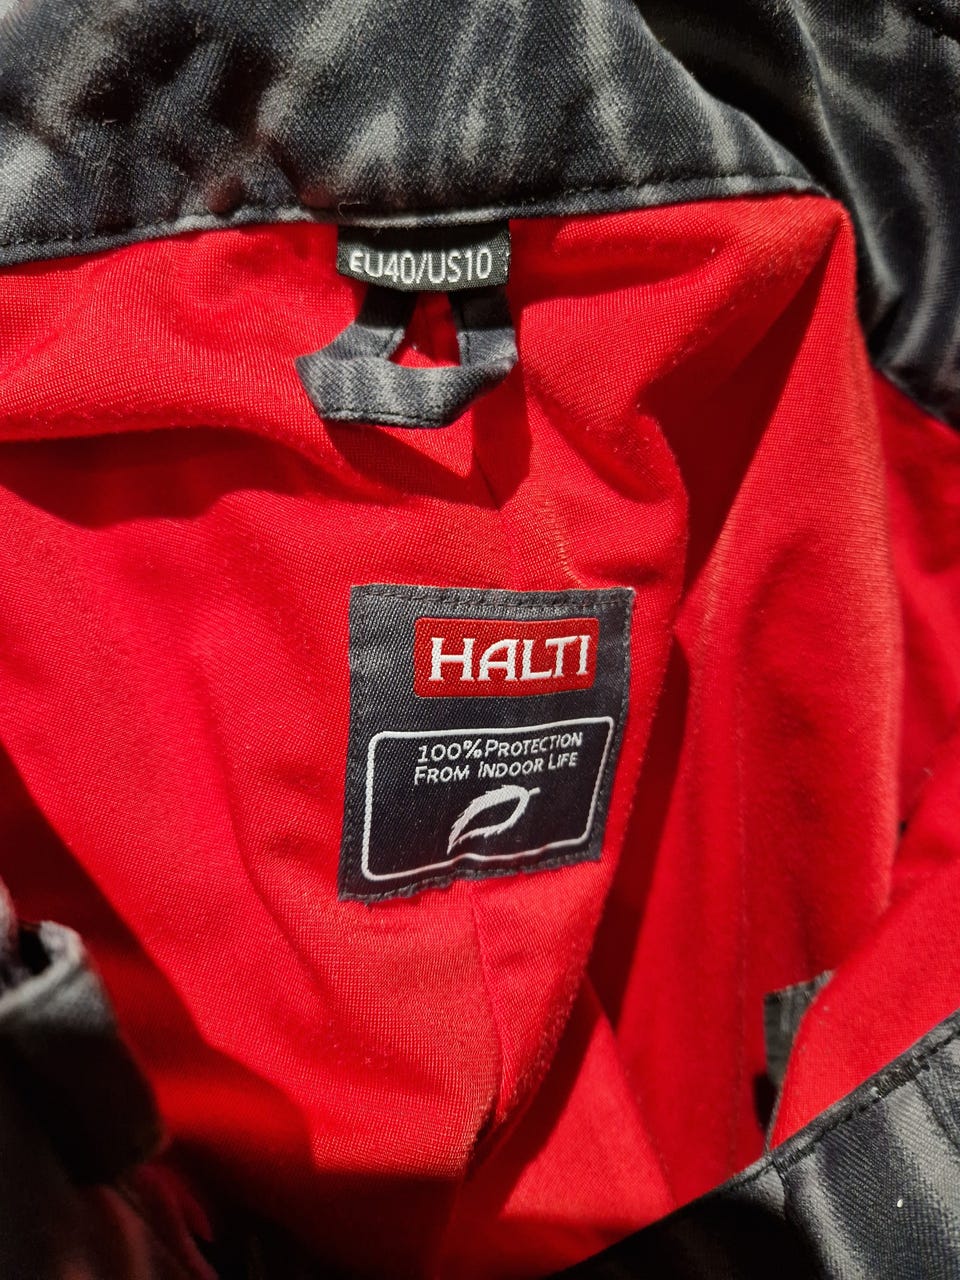 EU40/US10
HALTI
100% PROTECTION
FROM INDOOR LIFE